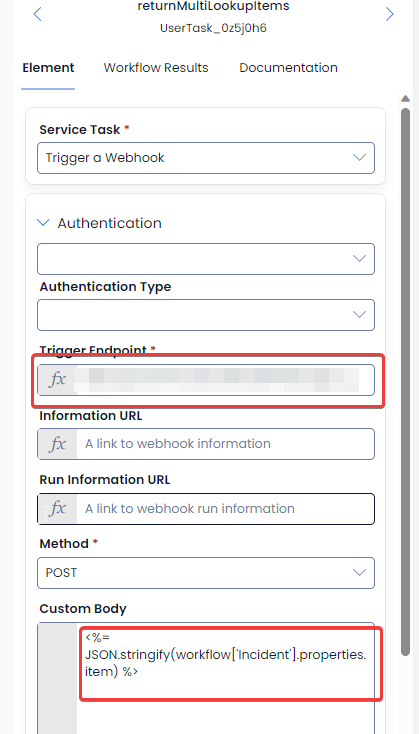 returnMultiLookupItems
UserTask_0z5j0h6
Element Workflow Results Documentation
Service Task *
Trigger a Webhook
Authentication
Authentication Type
Trigger Endpoint *
fx
Information URL
fx A link to webhook information
Run Information URL
fx A link to webhook run information
Method *
POST
Custom Body
<%=
JSON.stringify(workflow['Incident'].properties.
item) %>